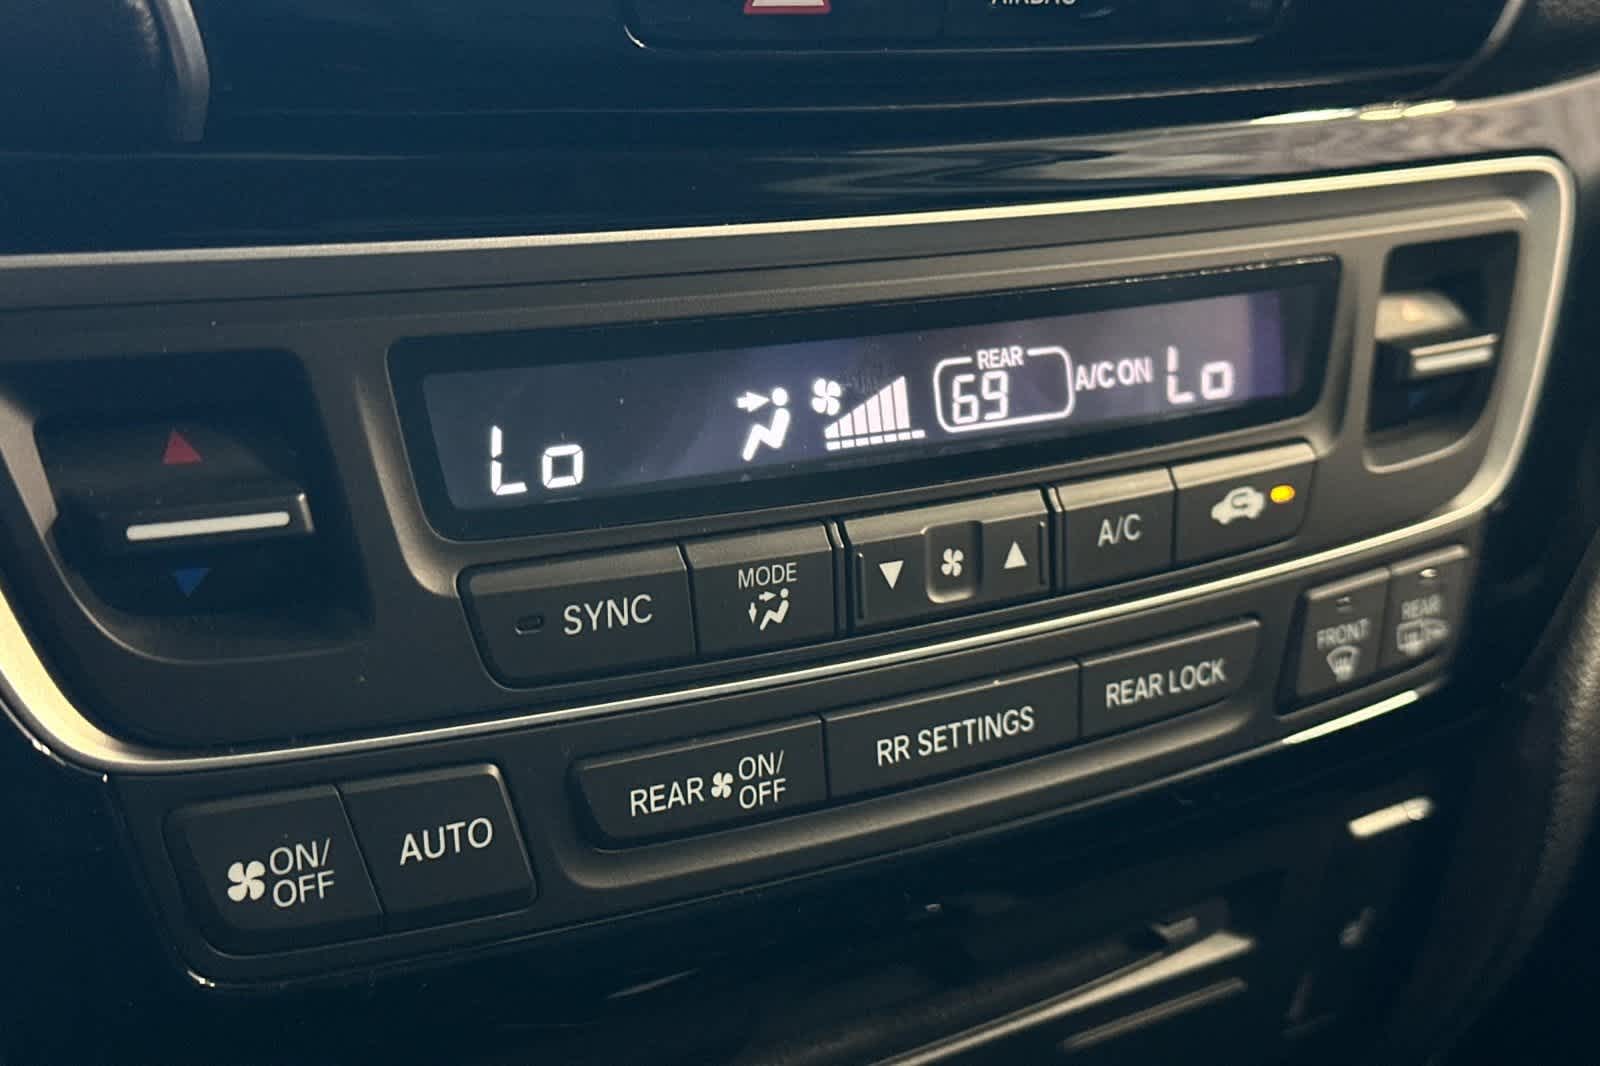 AIRBAG
REAR
Lo 69 A/C ON Lo
SYNC
MODE
A/C
FRONT
REAR
REAR ON/OFF
RR SETTINGS
REAR LOCK
ON/OFF
AUTO